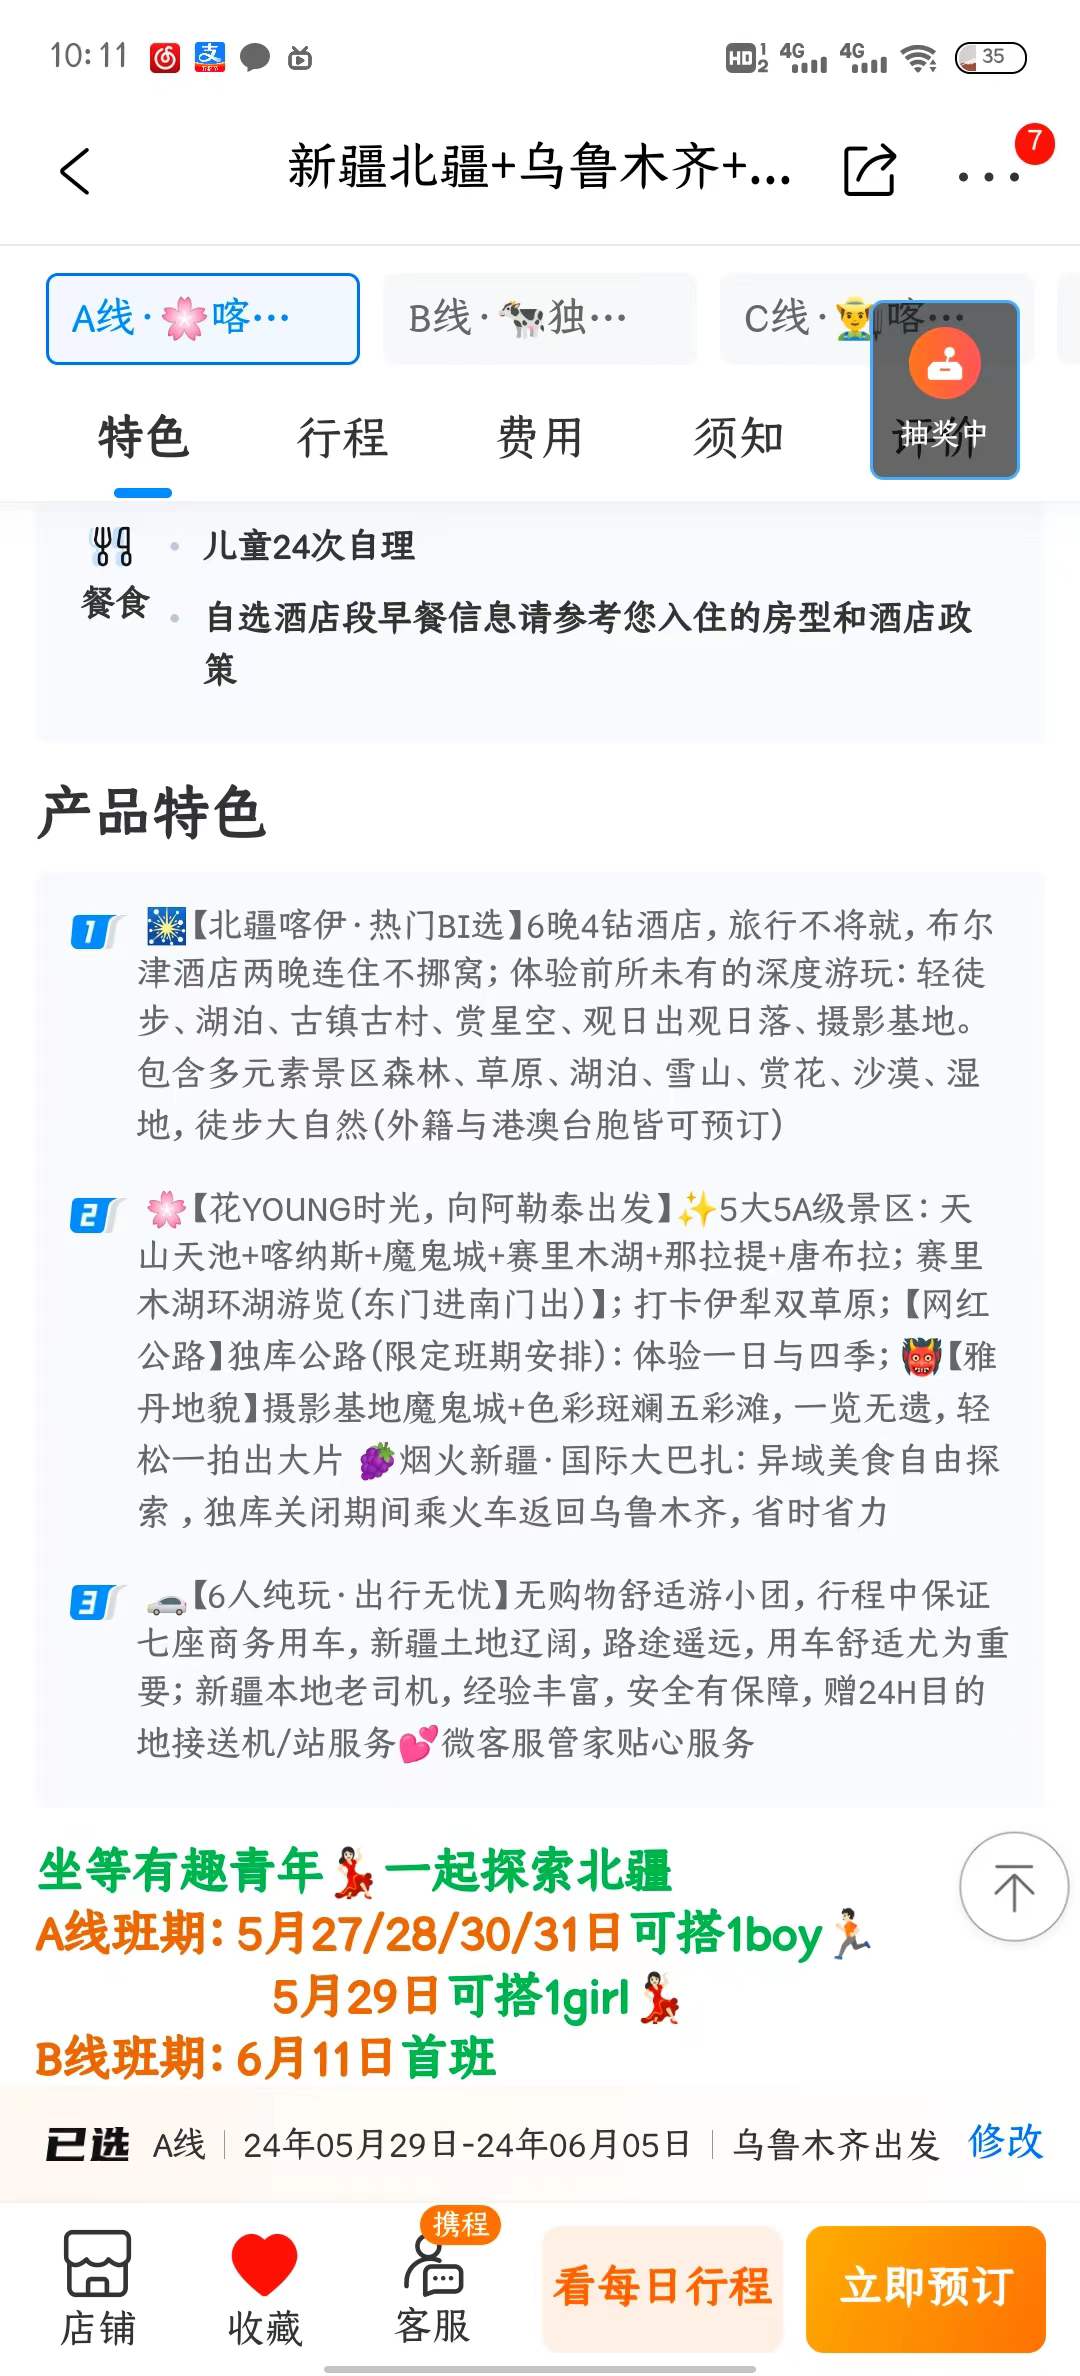 10:11
HD 1 2 4G 4G 35
新疆北疆+乌鲁木齐+...
7
A线·🌸喀…
B线·🐄独…
C线·👨‍🌾喀…
特色
行程
费用
须知
评价
抽奖中
餐食
儿童24次自理
自选酒店段早餐信息请参考您入住的房型和酒店政
策
产品特色
1 🎇【北疆喀伊·热门BI选】6晚4钻酒店,旅行不将就,布尔
津酒店两晚连住不挪窝;体验前所未有的深度游玩:轻徒
步、湖泊、古镇古村、赏星空、观日出观日落、摄影基地。
包含多元素景区森林、草原、湖泊、雪山、赏花、沙漠、湿
地,徒步大自然(外籍与港澳台胞皆可预订)
2 🌸【花YOUNG时光,向阿勒泰出发】✨5大5A级景区:天
山天池+喀纳斯+魔鬼城+赛里木湖+那拉提+唐布拉;赛里
木湖环湖游览(东门进南门出)】;打卡伊犁双草原;【网红
公路】独库公路(限定班期安排):体验一日与四季;👹【雅
丹地貌】摄影基地魔鬼城+色彩斑斓五彩滩,一览无遗,轻
松一拍出大片 🍇烟火新疆·国际大巴扎:异域美食自由探
索 ,独库关闭期间乘火车返回乌鲁木齐,省时省力
3 🚗【6人纯玩·出行无忧】无购物舒适游小团,行程中保证
七座商务用车,新疆土地辽阔,路途遥远,用车舒适尤为重
要;新疆本地老司机,经验丰富,安全有保障,赠24H目的
地接送机/站服务💕微客服管家贴心服务
坐等有趣青年💃一起探索北疆
A线班期:5月27/28/30/31日可搭1boy🏃
5月29日可搭1girl💃
B线班期:6月11日首班
已选 A线 | 24年05月29日-24年06月05日 | 乌鲁木齐出发 修改
店铺
收藏
携程
客服
看每日行程
立即预订